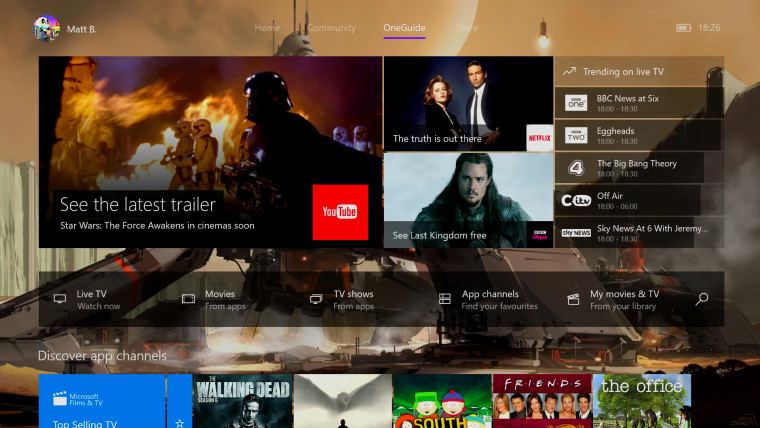 Matt B.
Home
Community
OneGuide
Store
18:26
See the latest trailer
Star Wars: The Force Awakens in cinemas soon
YouTube
The truth is out there
NETFLIX
See Last Kingdom free
BBC
iPlayer
Trending on live TV
BBC
one
BBC News at Six
18:00 - 18:30
BBC
TWO
Eggheads
18:00 - 18:30
4
The Big Bang Theory
18:00 - 18:30
Citv
Off Air
18:00 - 06:00
sky NEWS
Sky News At 6 With Jeremy...
18:00 - 18:30
Live TV
Watch now
Movies
From apps
TV shows
From apps
App channels
Find your favourites
My movies & TV
From your library
Discover app channels
Microsoft
Films & TV
Top Selling TV
THE
WALKING DEAD
SEASON 6
SOUTH
FRIENDS
the office